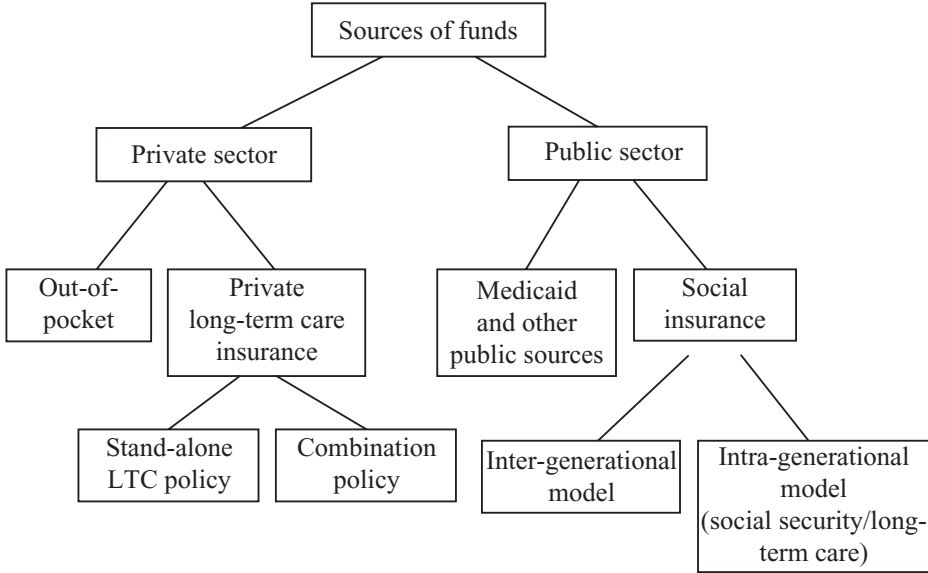 Sources of funds
Private sector
Public sector
Out-of-
pocket
Private
long-term care
insurance
Medicaid
and other
public sources
Social
insurance
Stand-alone
LTC policy
Combination
policy
Inter-generational
model
Intra-generational
model
(social security/long-
term care)